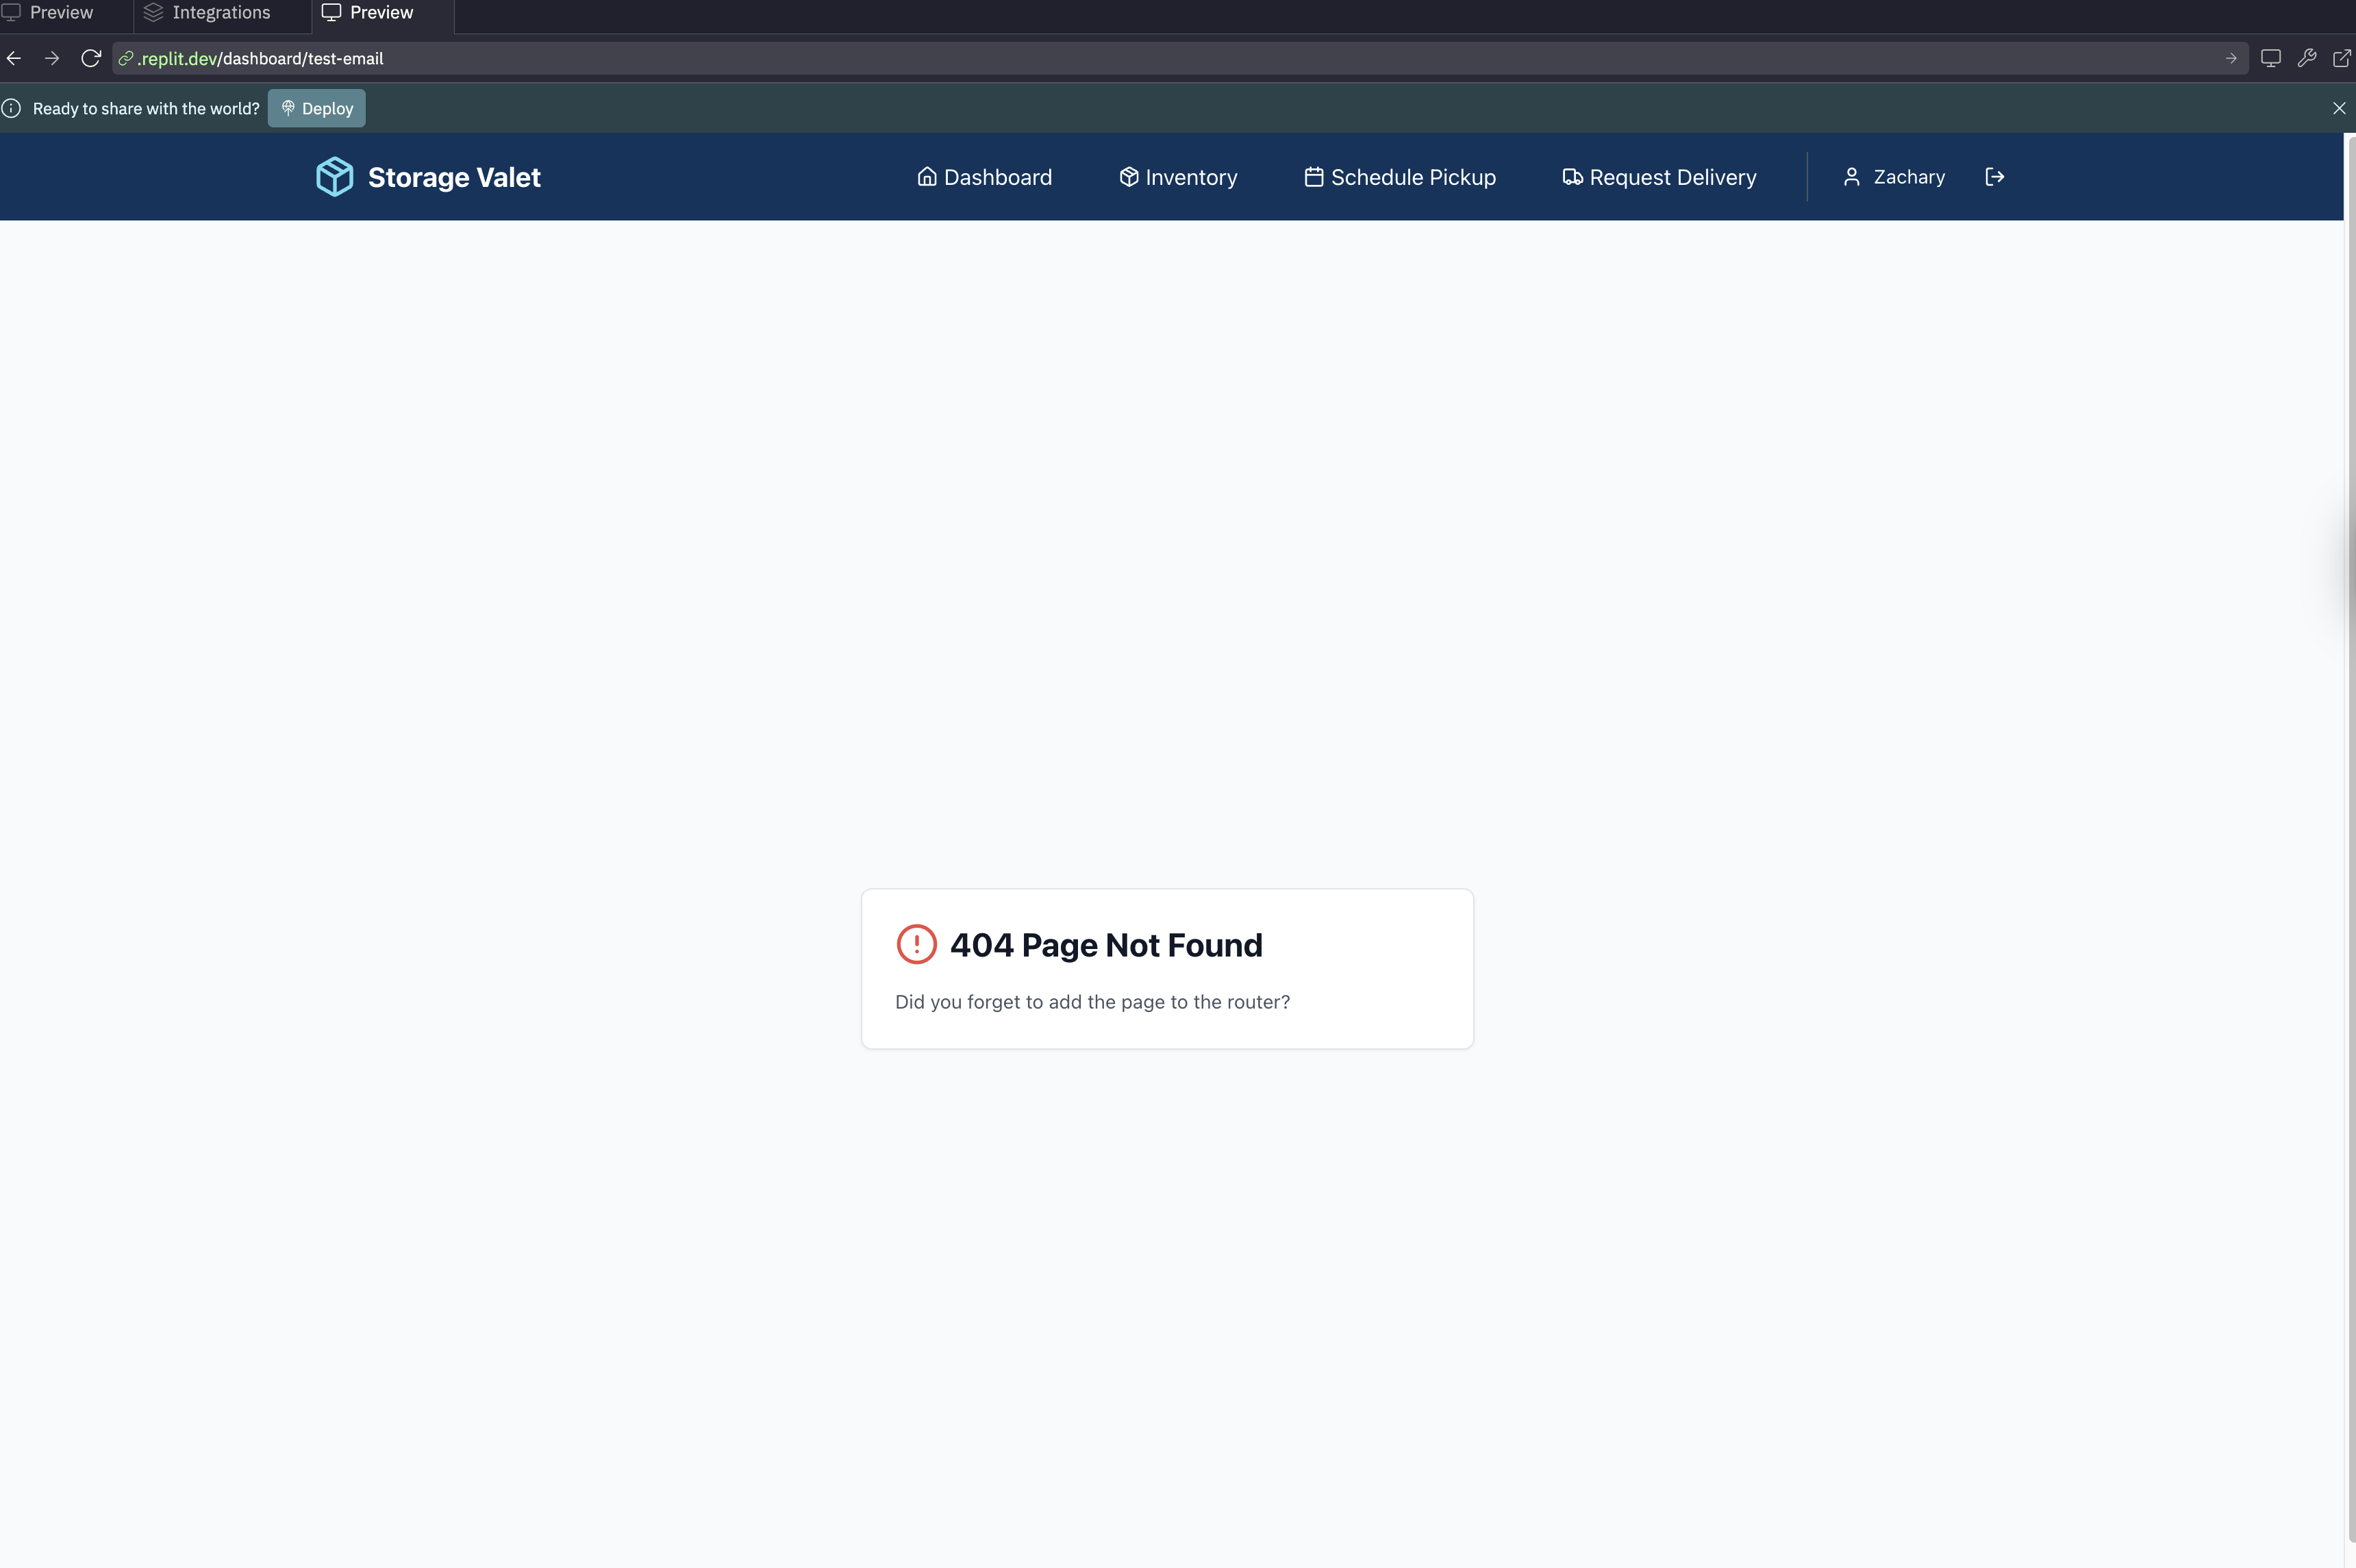 Preview
Integrations
Preview
.replit.dev/dashboard/test-email
Ready to share with the world?
Deploy
Storage Valet
Dashboard
Inventory
Schedule Pickup
Request Delivery
Zachary
404 Page Not Found
Did you forget to add the page to the router?